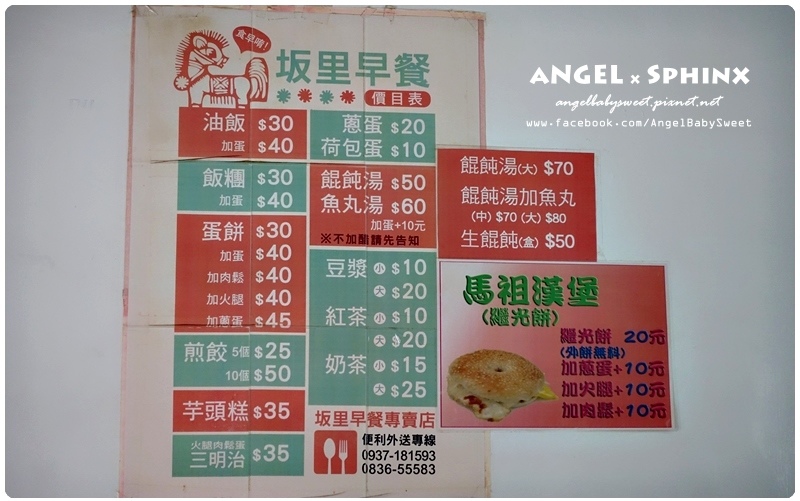 食早唷!
坂里早餐
價目表
油飯 $30
加蛋 $40
飯糰 $30
加蛋 $40
蛋餅 $30
加蛋 $40
加肉鬆 $40
加火腿 $40
加蔥蛋 $45
煎餃 5個 $25
10個 $50
芋頭糕 $35
火腿肉鬆蛋
三明治 $35
蔥蛋 $20
荷包蛋 $10
餛飩湯 $50
魚丸湯 $60
加蛋+10元
※不加醋請先告知
豆漿 小 $10
大 $20
紅茶 小 $10
大 $20
奶茶 小 $15
大 $25
坂里早餐專賣店
便利外送專線
0937-181593
0836-55583
餛飩湯(大) $70
餛飩湯加魚丸
(中) $70 (大) $80
生餛飩(盒) $50
馬祖漢堡
(繼光餅)
繼光餅 20元
(外餅無料)
加蔥蛋+10元
加火腿+10元
加肉鬆+10元
ANGEL x SPHINX
angelbabysweet.pixnet.net
www.facebook.com/AngelBabySweet